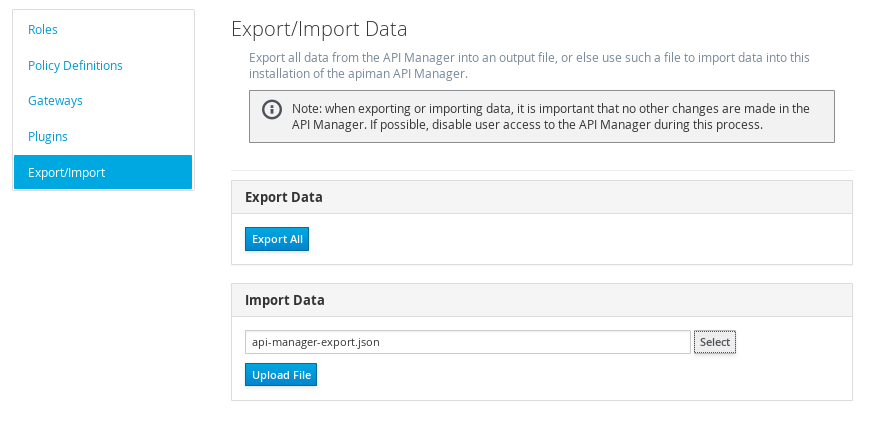 Roles
Policy Definitions
Gateways
Plugins
Export/Import
Export/Import Data
Export all data from the API Manager into an output file, or else use such a file to import data into this
installation of the apiman API Manager.
Note: when exporting or importing data, it is important that no other changes are made in the
API Manager. If possible, disable user access to the API Manager during this process.
Export Data
Export All
Import Data
api-manager-export.json
Select
Upload File